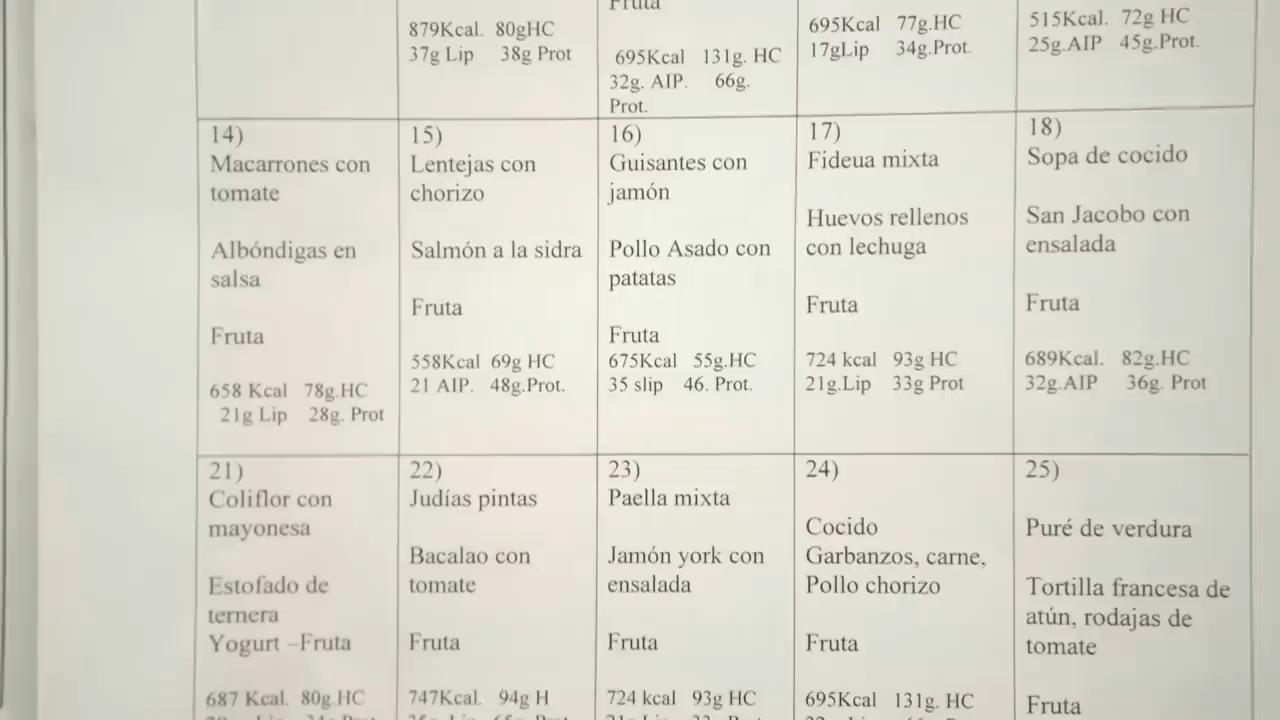 Fruta
879Kcal. 80gHC
37g Lip 38g Prot
695Kcal 131g. HC
32g. AIP. 66g.
Prot.
695Kcal 77g.HC
17gLip 34g.Prot.
515Kcal. 72g HC
25g.AIP 45g.Prot.
14)
Macarrones con
tomate
Albóndigas en
salsa
Fruta
658 Kcal 78g.HC
21g Lip 28g. Prot
15)
Lentejas con
chorizo
Salmón a la sidra
Fruta
558Kcal 69g HC
21 AIP. 48g.Prot.
16)
Guisantes con
jamón
Pollo Asado con
patatas
Fruta
675Kcal 55g.HC
35 slip 46. Prot.
17)
Fideua mixta
Huevos rellenos
con lechuga
Fruta
724 kcal 93g HC
21g.Lip 33g Prot
18)
Sopa de cocido
San Jacobo con
ensalada
Fruta
689Kcal. 82g.HC
32g.AIP 36g. Prot
21)
Coliflor con
mayonesa
Estofado de
ternera
Yogurt –Fruta
687 Kcal. 80g.HC
22)
Judías pintas
Bacalao con
tomate
Fruta
747Kcal. 94g H
23)
Paella mixta
Jamón york con
ensalada
Fruta
724 kcal 93g HC
24)
Cocido
Garbanzos, carne,
Pollo chorizo
Fruta
695Kcal 131g. HC
25)
Puré de verdura
Tortilla francesa de
atún, rodajas de
tomate
Fruta